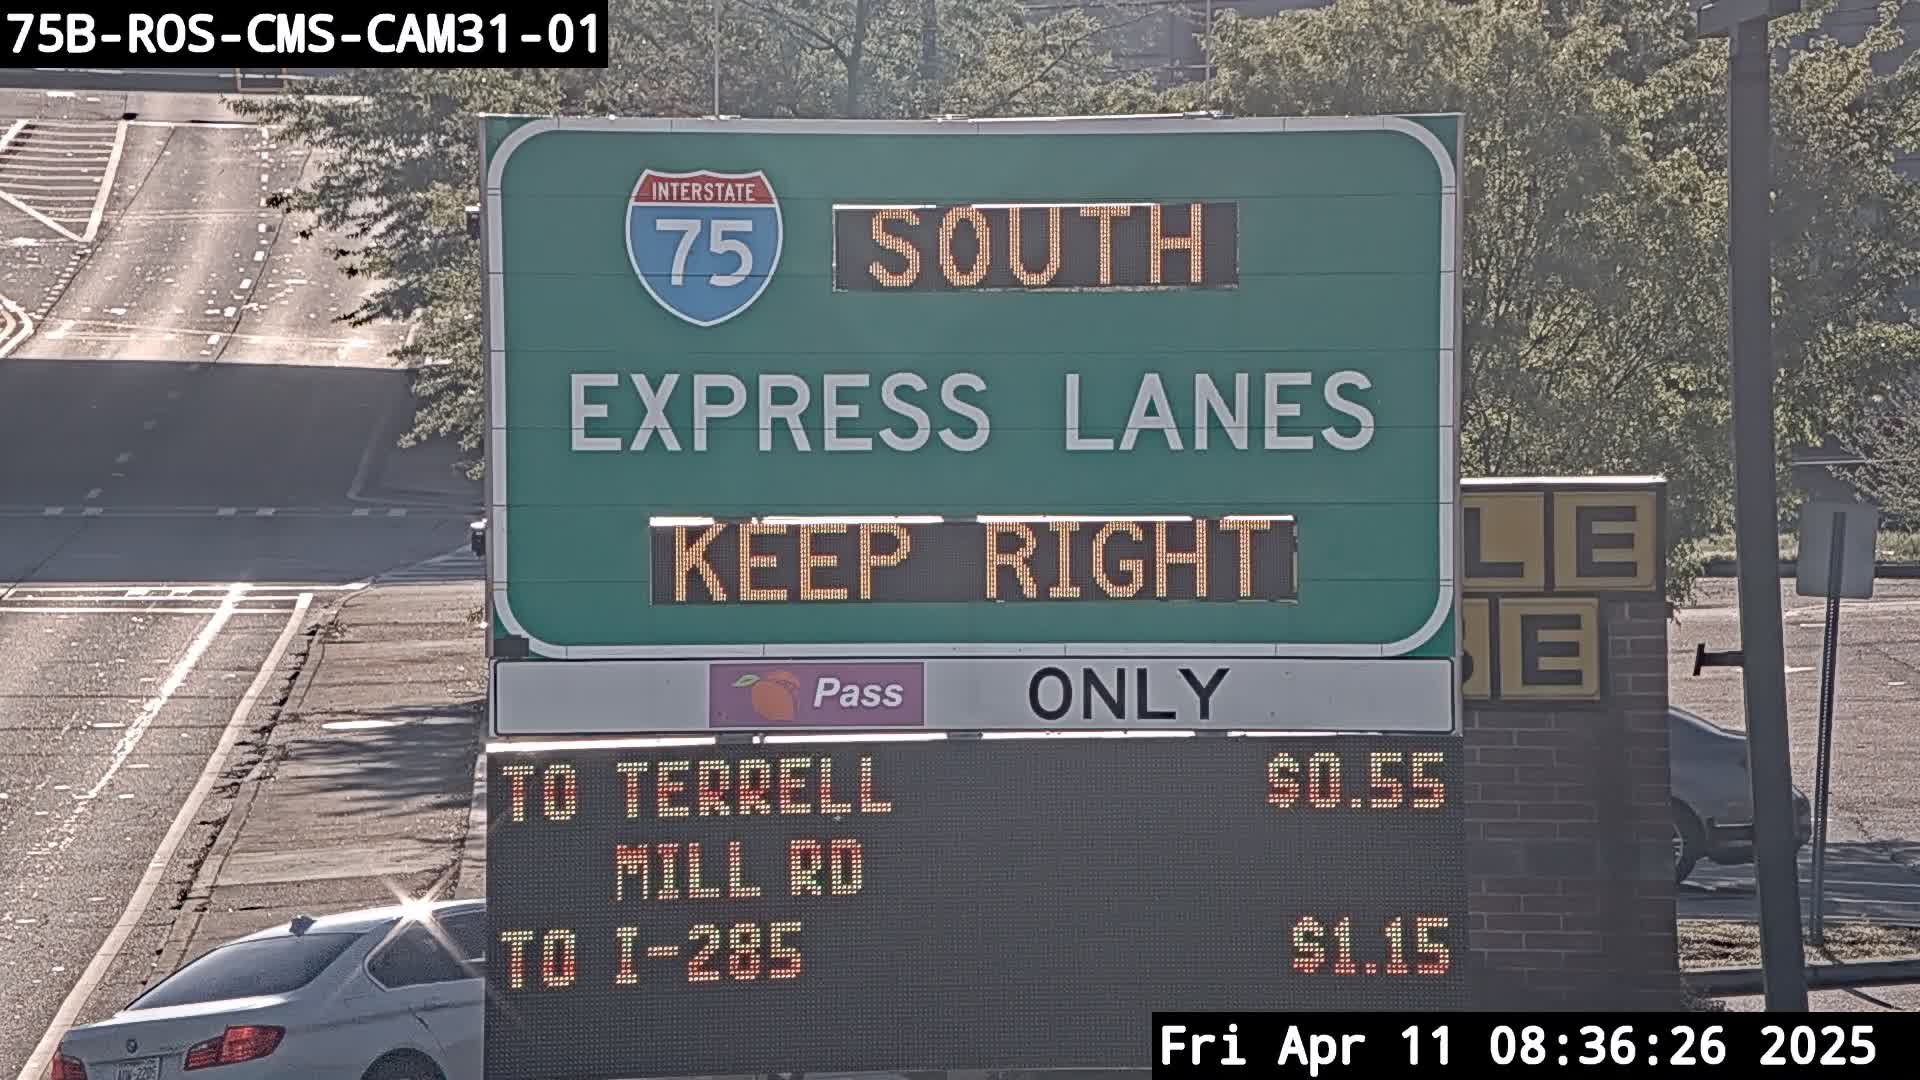 75B-ROS-CMS-CAM31-01
INTERSTATE
75
SOUTH
EXPRESS LANES
KEEP RIGHT
Pass ONLY
TO TERRELL $0.55
MILL RD
TO I-285 $1.15
LE
E
Fri Apr 11 08:36:26 2025